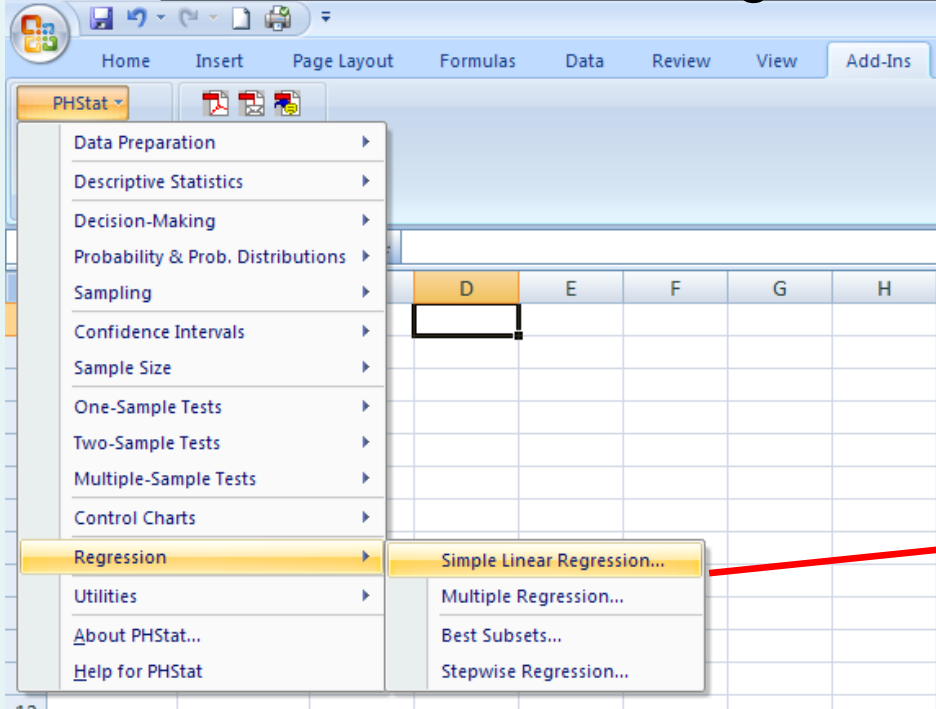 Home Insert Page Layout Formulas Data Review View Add-Ins
PHStat
Data Preparation
Descriptive Statistics
Decision-Making
Probability & Prob. Distributions
Sampling
D E F G H
Confidence Intervals
Sample Size
One-Sample Tests
Two-Sample Tests
Multiple-Sample Tests
Control Charts
Regression
Simple Linear Regression...
Utilities
Multiple Regression...
About PHStat...
Best Subsets...
Help for PHStat
Stepwise Regression...